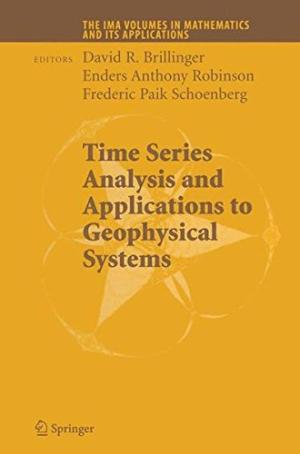 THE IMA VOLUMES IN MATHEMATICS
AND ITS APPLICATIONS
EDITORS David R. Brillinger
Enders Anthony Robinson
Frederic Paik Schoenberg
Time Series
Analysis and
Applications to
Geophysical
Systems
Springer